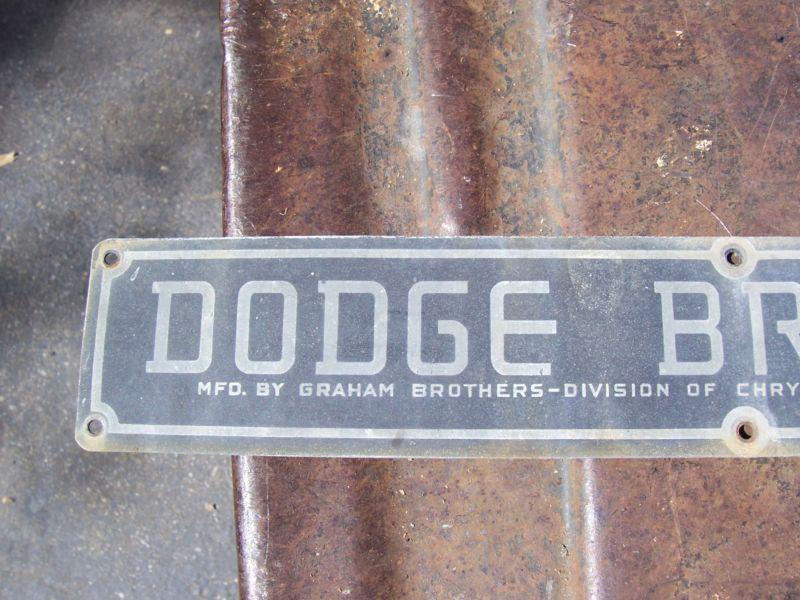 DODGE BR
MFD. BY GRAHAM BROTHERS-DIVISION OF CHRY